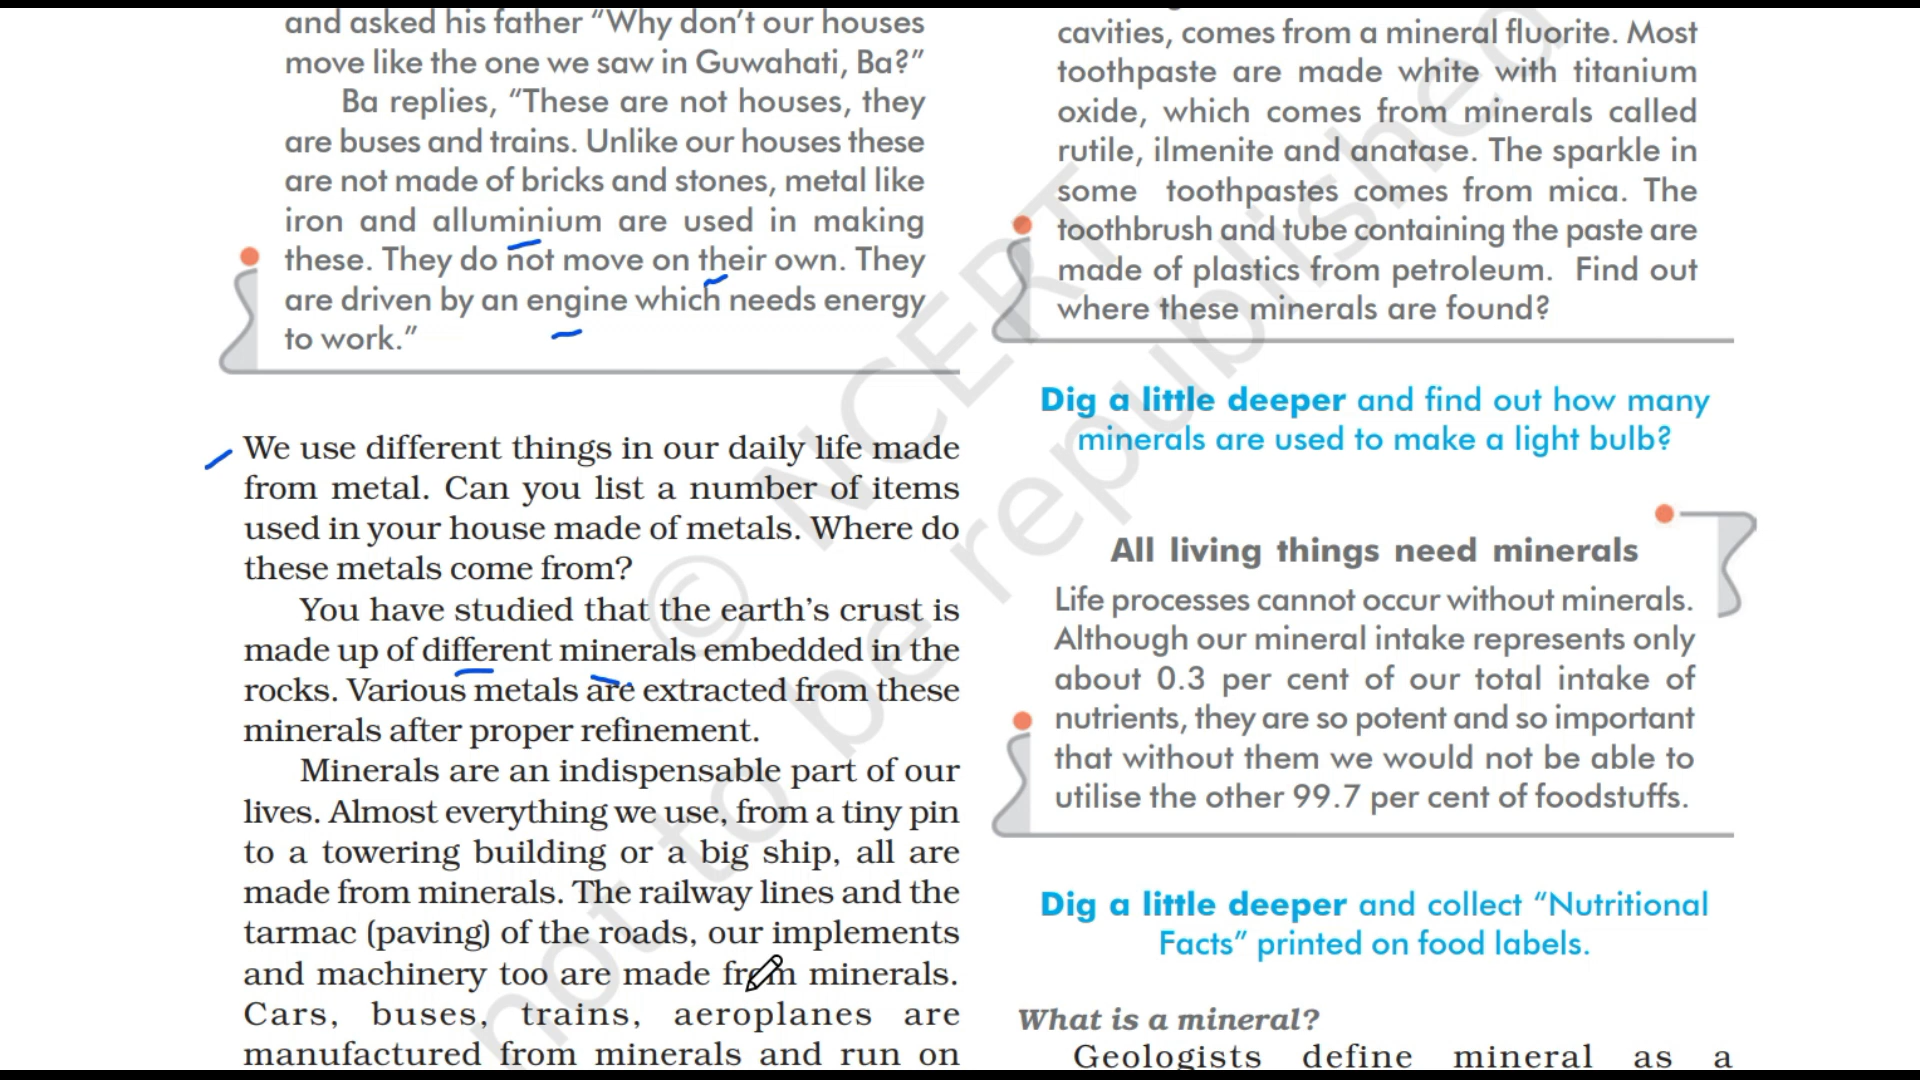 and asked his father “Why don’t our houses
move like the one we saw in Guwahati, Ba?”
Ba replies, “These are not houses, they
are buses and trains. Unlike our houses these
are not made of bricks and stones, metal like
iron and alluminium are used in making
these. They do not move on their own. They
are driven by an engine which needs energy
to work.”
We use different things in our daily life made
from metal. Can you list a number of items
used in your house made of metals. Where do
these metals come from?
You have studied that the earth’s crust is
made up of different minerals embedded in the
rocks. Various metals are extracted from these
minerals after proper refinement.
Minerals are an indispensable part of our
lives. Almost everything we use, from a tiny pin
to a towering building or a big ship, all are
made from minerals. The railway lines and the
tarmac (paving) of the roads, our implements
and machinery too are made from minerals.
Cars, buses, trains, aeroplanes are
manufactured from minerals and run on
cavities, comes from a mineral fluorite. Most
toothpaste are made white with titanium
oxide, which comes from minerals called
rutile, ilmenite and anatase. The sparkle in
some toothpastes comes from mica. The
toothbrush and tube containing the paste are
made of plastics from petroleum. Find out
where these minerals are found?
Dig a little deeper and find out how many
minerals are used to make a light bulb?
All living things need minerals
Life processes cannot occur without minerals.
Although our mineral intake represents only
about 0.3 per cent of our total intake of
nutrients, they are so potent and so important
that without them we would not be able to
utilise the other 99.7 per cent of foodstuffs.
Dig a little deeper and collect “Nutritional
Facts” printed on food labels.
What is a mineral?
Geologists define mineral as a
© NCERT
not to be republished